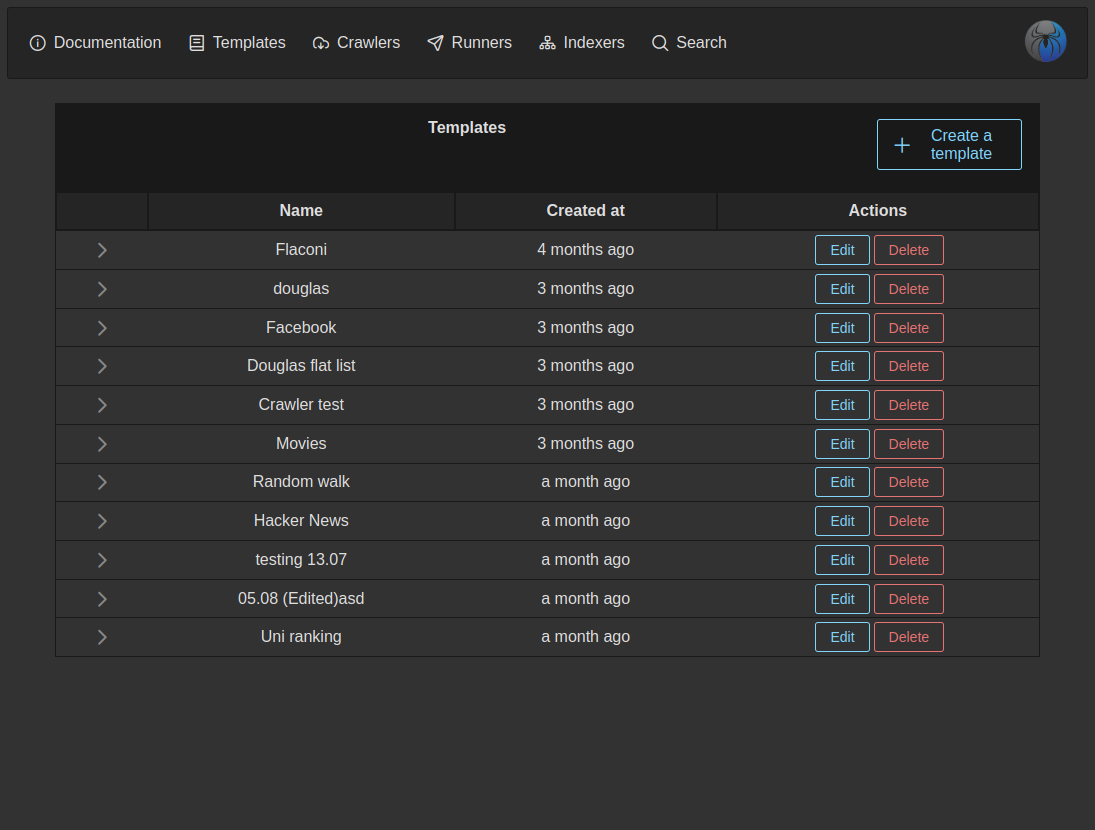 Documentation Templates Crawlers Runners Indexers Search
Templates
Create a
template
Name Created at Actions
Flaconi 4 months ago Edit Delete
douglas 3 months ago Edit Delete
Facebook 3 months ago Edit Delete
Douglas flat list 3 months ago Edit Delete
Crawler test 3 months ago Edit Delete
Movies 3 months ago Edit Delete
Random walk a month ago Edit Delete
Hacker News a month ago Edit Delete
testing 13.07 a month ago Edit Delete
05.08 (Edited)asd a month ago Edit Delete
Uni ranking a month ago Edit Delete